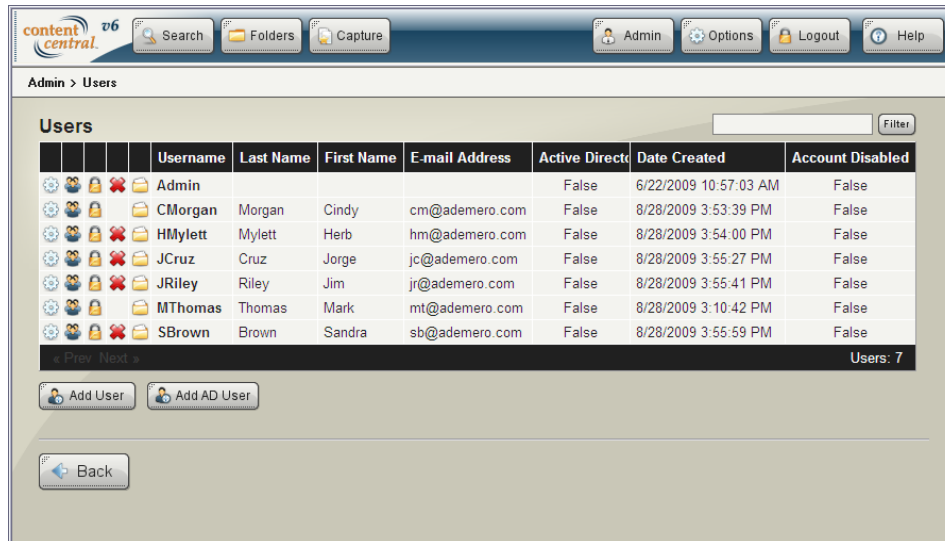 content central. v6 Search Folders Capture Admin Options Logout Help
Admin > Users
Users Filter
Username Last Name First Name E-mail Address Active Directo Date Created Account Disabled
Admin False 6/22/2009 10:57:03 AM False
CMorgan Morgan Cindy cm@ademero.com False 8/28/2009 3:53:39 PM False
HMylett Mylett Herb hm@ademero.com False 8/28/2009 3:54:00 PM False
JCruz Cruz Jorge jc@ademero.com False 8/28/2009 3:55:27 PM False
JRiley Riley Jim jr@ademero.com False 8/28/2009 3:55:41 PM False
MThomas Thomas Mark mt@ademero.com False 8/28/2009 3:10:42 PM False
SBrown Brown Sandra sb@ademero.com False 8/28/2009 3:55:59 PM False
« Prev Next » Users: 7
Add User Add AD User
Back